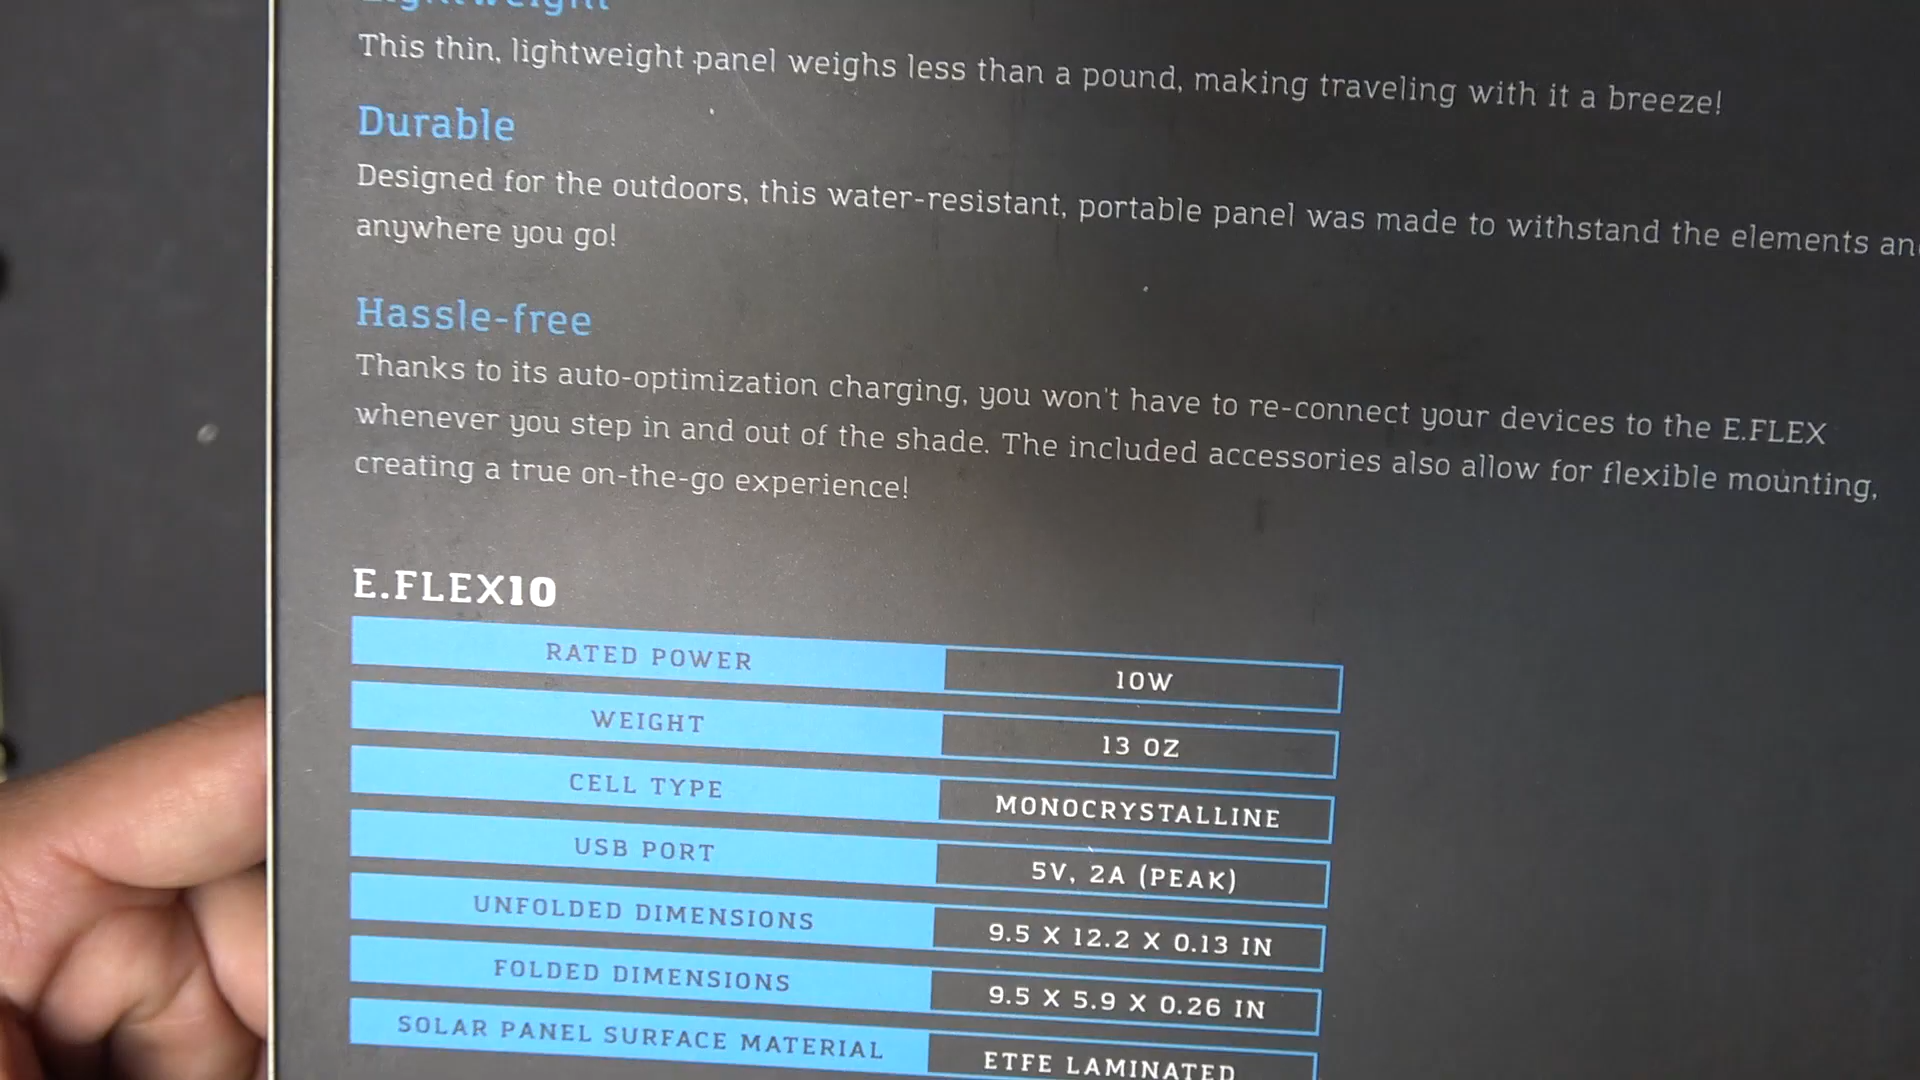 Lightweight
This thin, lightweight panel weighs less than a pound, making traveling with it a breeze!
Durable
Designed for the outdoors, this water-resistant, portable panel was made to withstand the elements
anywhere you go!
Hassle-free
Thanks to its auto-optimization charging, you won't have to re-connect your devices to the E.FLEX
whenever you step in and out of the shade. The included accessories also allow for flexible mounting,
creating a true on-the-go experience!
E.FLEX10
RATED POWER 10W
WEIGHT 13 OZ
CELL TYPE MONOCRYSTALLINE
USB PORT 5V, 2A (PEAK)
UNFOLDED DIMENSIONS 9.5 X 12.2 X 0.13 IN
FOLDED DIMENSIONS 9.5 X 5.9 X 0.26 IN
SOLAR PANEL SURFACE MATERIAL ETFE LAMINATED